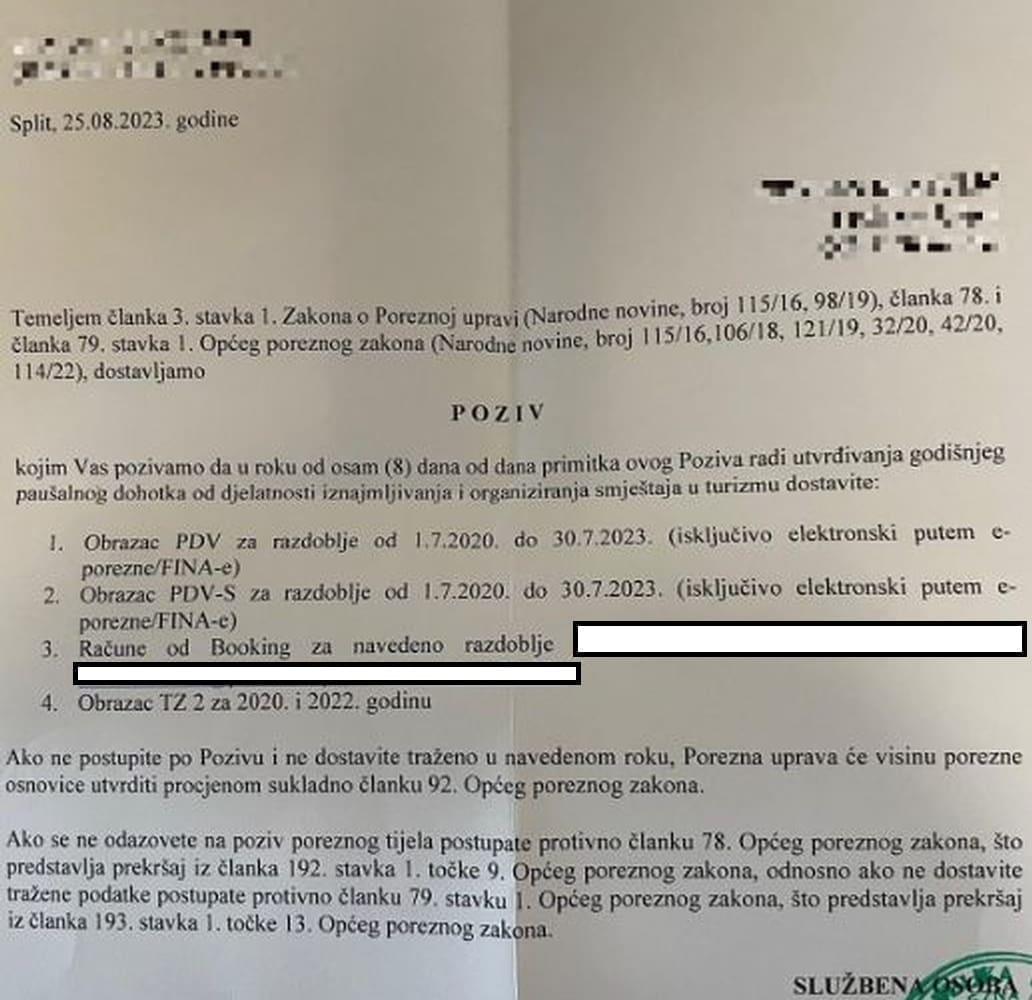 Split, 25.08.2023. godine
Temeljem članka 3. stavka 1. Zakona o Poreznoj upravi (Narodne novine, broj 115/16, 98/19), članka 78. i
članka 79. stavka 1. Općeg poreznog zakona (Narodne novine, broj 115/16,106/18, 121/19, 32/20, 42/20,
114/22), dostavljamo
POZIV
kojim Vas pozivamo da u roku od osam (8) dana od dana primitka ovog Poziva radi utvrđivanja godišnjeg
paušalnog dohotka od djelatnosti iznajmljivanja i organiziranja smještaja u turizmu dostavite:
1. Obrazac PDV za razdoblje od 1.7.2020. do 30.7.2023. (isključivo elektronski putem e-
porezne/FINA-e)
2. Obrazac PDV-S za razdoblje od 1.7.2020. do 30.7.2023. (isključivo elektronski putem e-
porezne/FINA-e)
3. Račune od Booking za navedeno razdoblje
4. Obrazac TZ 2 za 2020. i 2022. godinu
Ako ne postupite po Pozivu i ne dostavite traženo u navedenom roku, Porezna uprava će visinu porezne
osnovice utvrditi procjenom sukladno članku 92. Općeg poreznog zakona.
Ako se ne odazovete na poziv poreznog tijela postupate protivno članku 78. Općeg poreznog zakona, što
predstavlja prekršaj iz članka 192. stavka 1. točke 9. Općeg poreznog zakona, odnosno ako ne dostavite
tražene podatke postupate protivno članku 79. stavku 1. Općeg poreznog zakona, što predstavlja prekršaj
iz članka 193. stavka 1. točke 13. Općeg poreznog zakona.
SLUŽBENA OSOBA